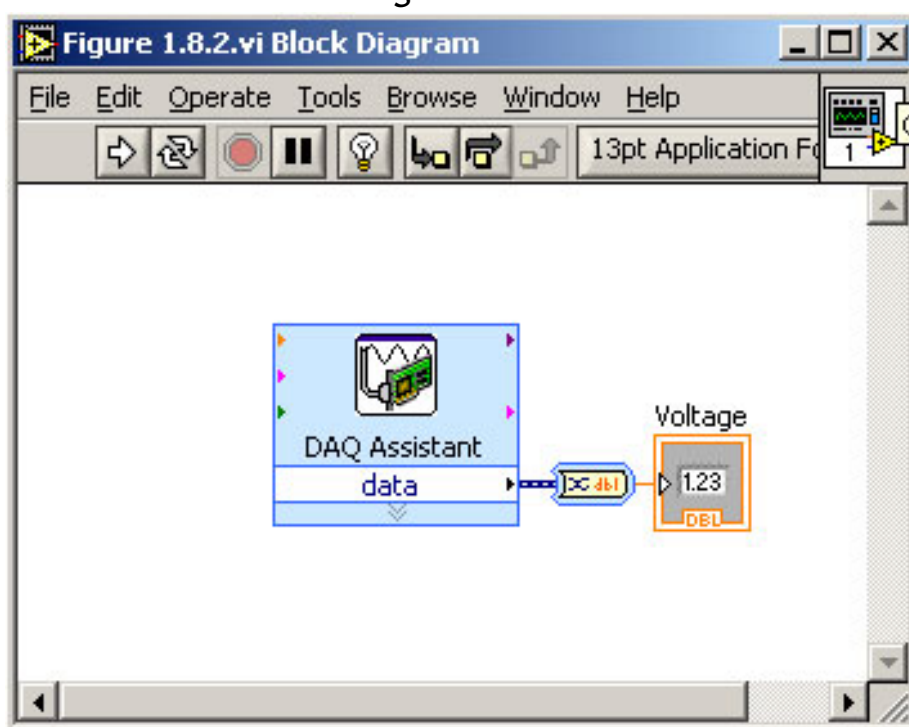 Figure 1.8.2.vi Block Diagram
File Edit Operate Tools Browse Window Help
13pt Application Fo
1
DAQ Assistant
data
dbl
Voltage
1.23
DBL